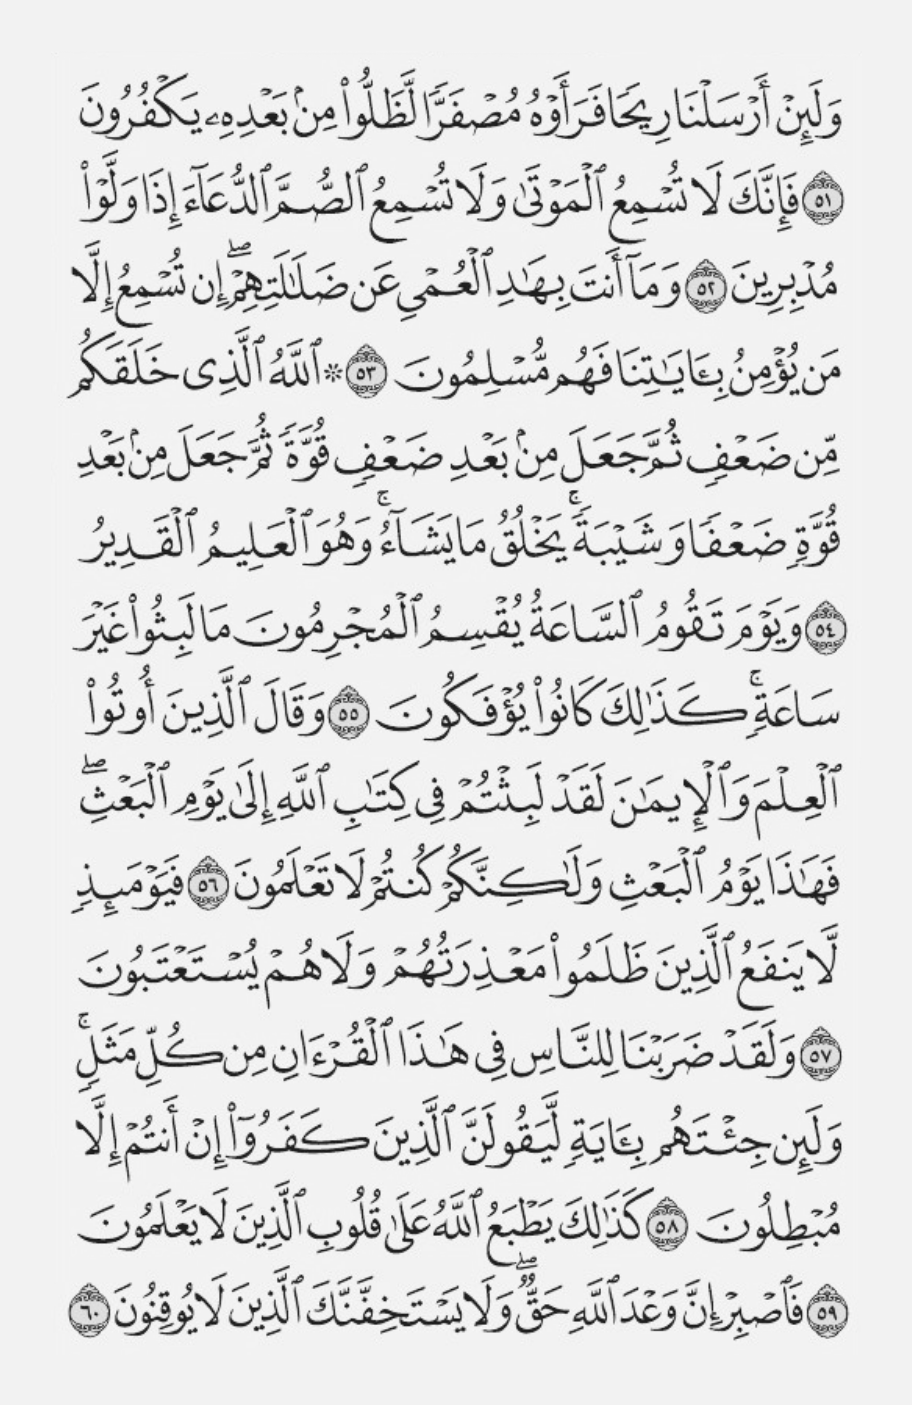 وَلَئِنۡ أَرۡسَلۡنَا رِيحٗا فَرَأَوۡهُ مُصۡفَرّٗا لَّظَلُّواْ مِنۢ بَعۡدِهِۦ يَكۡفُرُونَ
٥١ فَإِنَّكَ لَا تُسۡمِعُ ٱلۡمَوۡتَىٰ وَلَا تُسۡمِعُ ٱلصُّمَّ ٱلدُّعَآءَ إِذَا وَلَّوۡاْ
مُدۡبِرِينَ ٥٢ وَمَآ أَنتَ بِهَٰدِ ٱلۡعُمۡيِ عَن ضَلَٰلَتِهِمۡۖ إِن تُسۡمِعُ إِلَّا
مَن يُؤۡمِنُ بِـَٔايَٰتِنَا فَهُم مُّسۡلِمُونَ ٥٣ ۞ ٱللَّهُ ٱلَّذِي خَلَقَكُم
مِّن ضَعۡفٖ ثُمَّ جَعَلَ مِنۢ بَعۡدِ ضَعۡفٖ قُوَّةٗ ثُمَّ جَعَلَ مِنۢ بَعۡدِ
قُوَّةٖ ضَعۡفٗا وَشَيۡبَةٗۚ يَخۡلُقُ مَا يَشَآءُۚ وَهُوَ ٱلۡعَلِيمُ ٱلۡقَدِيرُ
٥٤ وَيَوۡمَ تَقُومُ ٱلسَّاعَةُ يُقۡسِمُ ٱلۡمُجۡرِمُونَ مَا لَبِثُواْ غَيۡرَ
سَاعَةٖۚ كَذَٰلِكَ كَانُواْ يُؤۡفَكُونَ ٥٥ وَقَالَ ٱلَّذِينَ أُوتُواْ
ٱلۡعِلۡمَ وَٱلۡإِيمَٰنَ لَقَدۡ لَبِثۡتُمۡ فِي كِتَٰبِ ٱللَّهِ إِلَىٰ يَوۡمِ ٱلۡبَعۡثِۖ
فَهَٰذَا يَوۡمُ ٱلۡبَعۡثِ وَلَٰكِنَّكُمۡ كُنتُمۡ لَا تَعۡلَمُونَ ٥٦ فَيَوۡمَئِذٖ
لَّا يَنفَعُ ٱلَّذِينَ ظَلَمُواْ مَعۡذِرَتُهُمۡ وَلَا هُمۡ يُسۡتَعۡتَبُونَ
٥٧ وَلَقَدۡ ضَرَبۡنَا لِلنَّاسِ فِي هَٰذَا ٱلۡقُرۡءَانِ مِن كُلِّ مَثَلٖۚ
وَلَئِن جِئۡتَهُم بِـَٔايَةٖ لَّيَقُولَنَّ ٱلَّذِينَ كَفَرُوٓاْ إِنۡ أَنتُمۡ إِلَّا
مُبۡطِلُونَ ٥٨ كَذَٰلِكَ يَطۡبَعُ ٱللَّهُ عَلَىٰ قُلُوبِ ٱلَّذِينَ لَا يَعۡلَمُونَ
٥٩ فَٱصۡبِرۡ إِنَّ وَعۡدَ ٱللَّهِ حَقّٞۖ وَلَا يَسۡتَخِفَّنَّكَ ٱلَّذِينَ لَا يُوقِنُونَ ٦٠